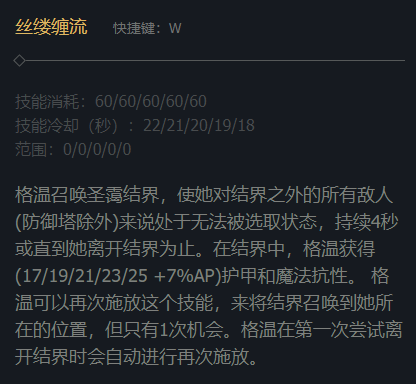 丝缕缠流 快捷键：W
技能消耗：60/60/60/60/60
技能冷却（秒）：22/21/20/19/18
范围：0/0/0/0/0
格温召唤圣霭结界，使她对结界之外的所有敌人
(防御塔除外)来说处于无法被选取状态，持续4秒
或直到她离开结界为止。在结界中，格温获得
(17/19/21/23/25 +7%AP)护甲和魔法抗性。 格
温可以再次施放这个技能，来将结界召唤到她所
在的位置，但只有1次机会。格温在第一次尝试离
开结界时会自动进行再次施放。